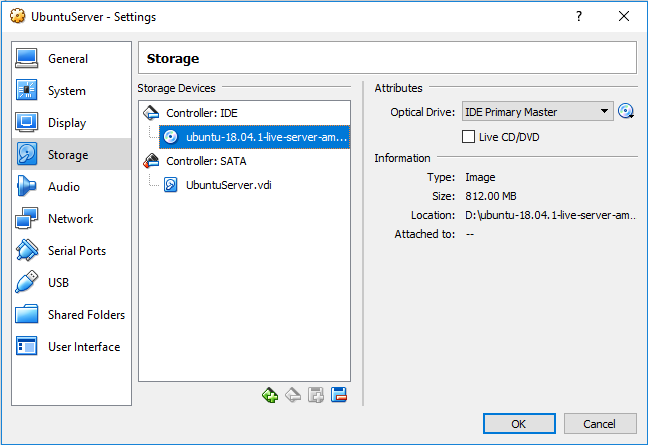 UbuntuServer - Settings
?
General
System
Display
Storage
Audio
Network
Serial Ports
USB
Shared Folders
User Interface
Storage
Storage Devices
Controller: IDE
ubuntu-18.04.1-live-server-am...
Controller: SATA
UbuntuServer.vdi
Attributes
Optical Drive: IDE Primary Master
Live CD/DVD
Information
Type: Image
Size: 812.00 MB
Location: D:\ubuntu-18.04.1-live-server-am..
Attached to: --
OK Cancel